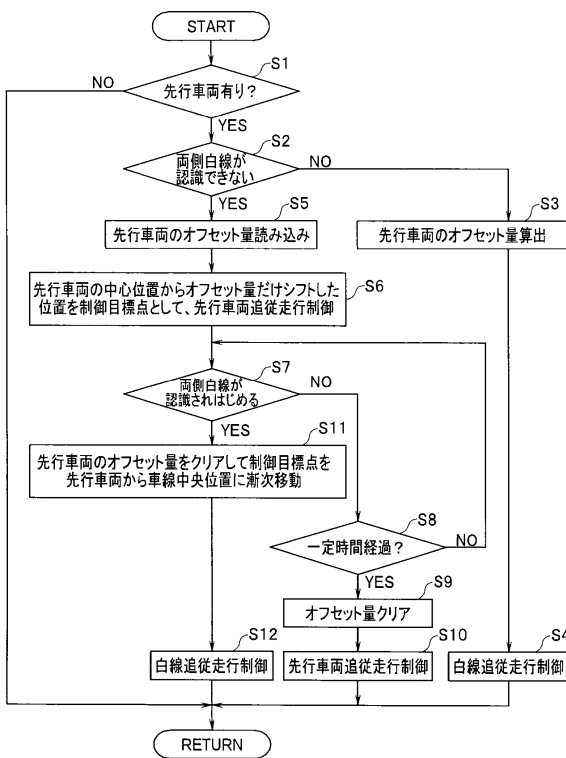 START
S1
先行車両有り?
NO
YES
S2
両側白線が
認識できない
NO
YES
S5
先行車両のオフセット量読み込み
S3
先行車両のオフセット量算出
S6
先行車両の中心位置からオフセット量だけシフトした
位置を制御目標点として、先行車両追従走行制御
S7
両側白線が
認識されはじめる
NO
YES
S11
先行車両のオフセット量をクリアして制御目標点を
先行車両から車線中央位置に漸次移動
S8
一定時間経過?
NO
YES
S9
オフセット量クリア
S12
白線追従走行制御
S10
先行車両追従走行制御
S4
白線追従走行制御
RETURN